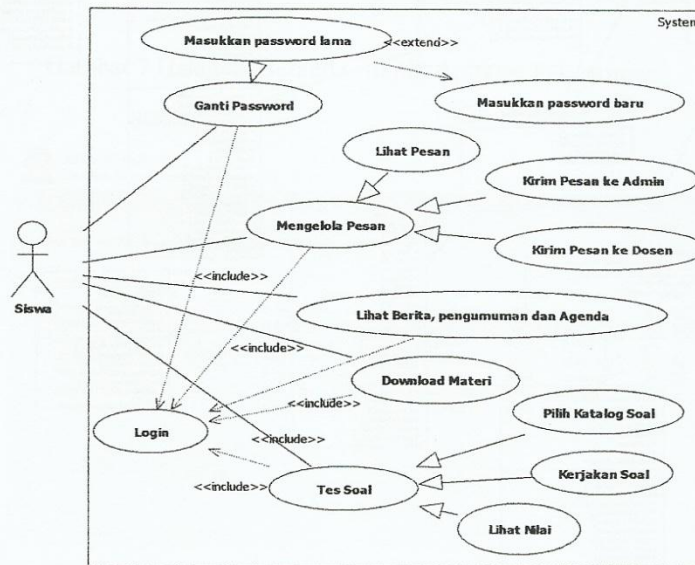 System
Masukkan password lama
<<extend>>
Ganti Password
Masukkan password baru
Lihat Pesan
Kirim Pesan ke Admin
Mengelola Pesan
Kirim Pesan ke Dosen
Siswa
<<include>>
Lihat Berita, pengumuman dan Agenda
<<include>>
Download Materi
Pilih Katalog Soal
Login
<<include>>
Kerjakan Soal
<<include>>
Tes Soal
Lihat Nilai